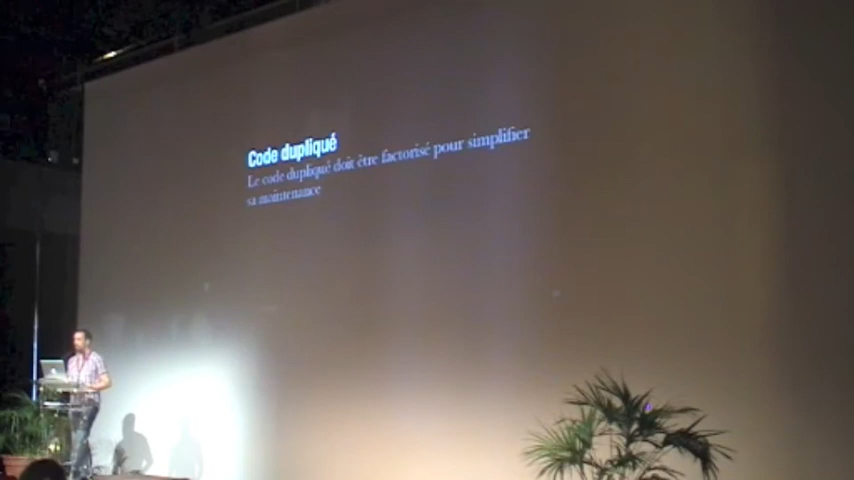 Code dupliqué
Le code dupliqué doit être factorisé pour simplifier
sa maintenance